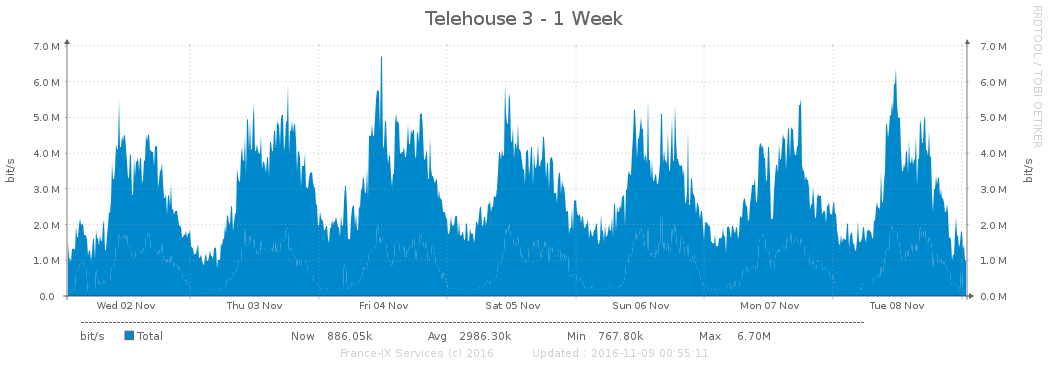 Telehouse 3 - 1 Week
RRDTOOL / TOBI OETIKER
7.0 M 7.0 M
6.0 M 6.0 M
5.0 M 5.0 M
4.0 M 4.0 M
3.0 M 3.0 M
2.0 M 2.0 M
1.0 M 1.0 M
0.0 0.0 M
bit/s bit/s
Wed 02 Nov Thu 03 Nov Fri 04 Nov Sat 05 Nov Sun 06 Nov Mon 07 Nov Tue 08 Nov
bit/s Total Now 886.05k Avg 2986.30k Min 767.80k Max 6.70M
France-IX Services (c) 2016 Updated : 2016-11-09 00:55:11